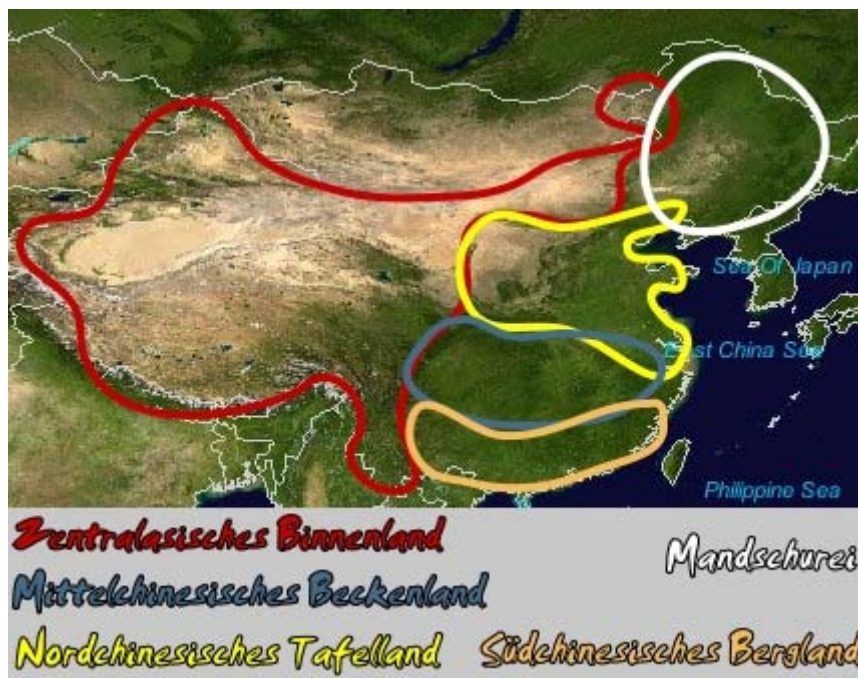 Sea Of Japan
East China Sea
Philippine Sea
Zentralasisches Binnenland
Mandschurei
Mittelchinesisches Beckenland
Nordchinesisches Tafelland
Südchinesisches Bergland